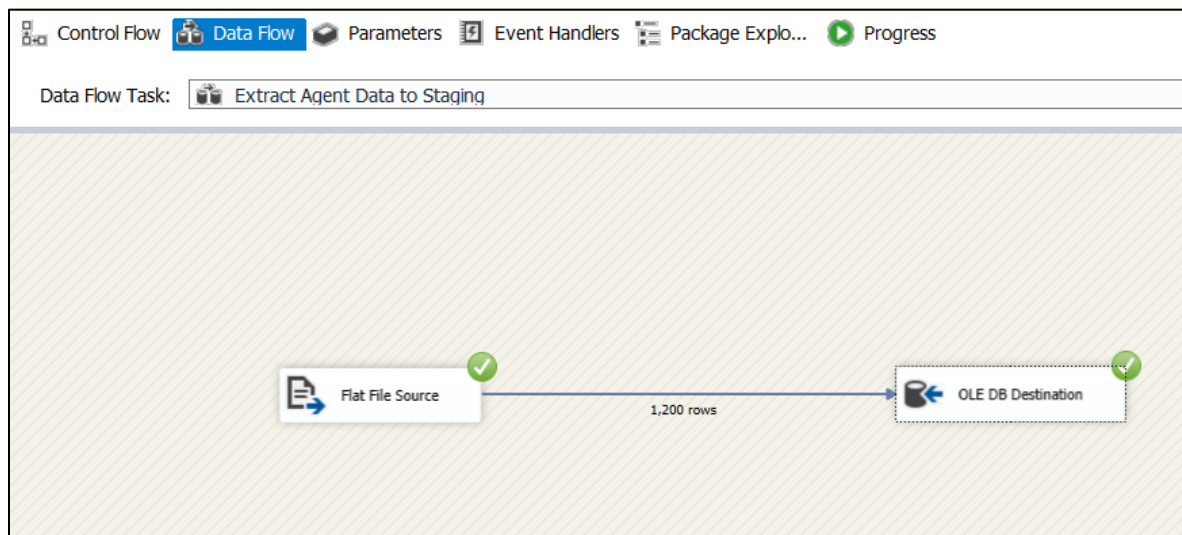 Control Flow Data Flow Parameters Event Handlers Package Explo... Progress
Data Flow Task: Extract Agent Data to Staging
Flat File Source
1,200 rows
OLE DB Destination